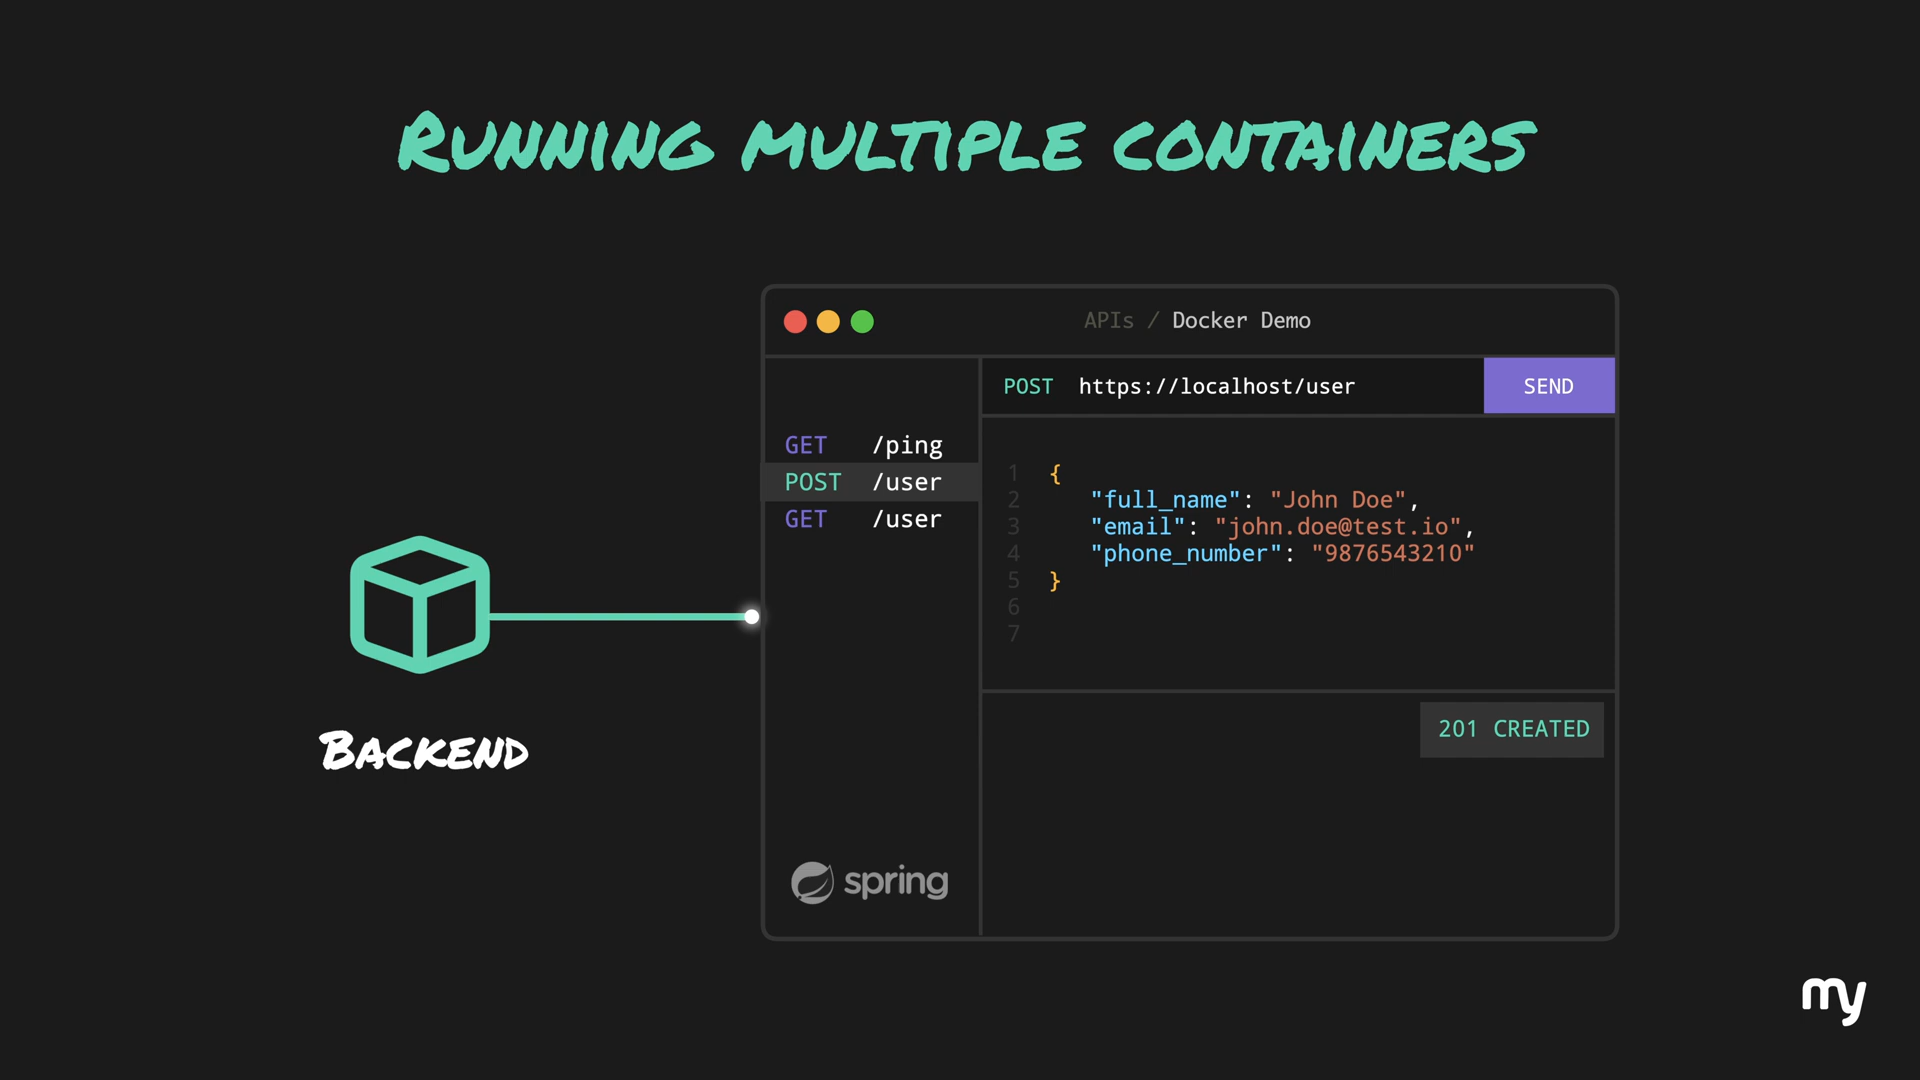 RUNNING MULTIPLE CONTAINERS
APIs / Docker Demo
POST https://localhost/user SEND
GET /ping
POST /user
GET /user
1 {
2 "full_name": "John Doe",
3 "email": "john.doe@test.io",
4 "phone_number": "9876543210"
5 }
6
7
201 CREATED
BACKEND
spring
my